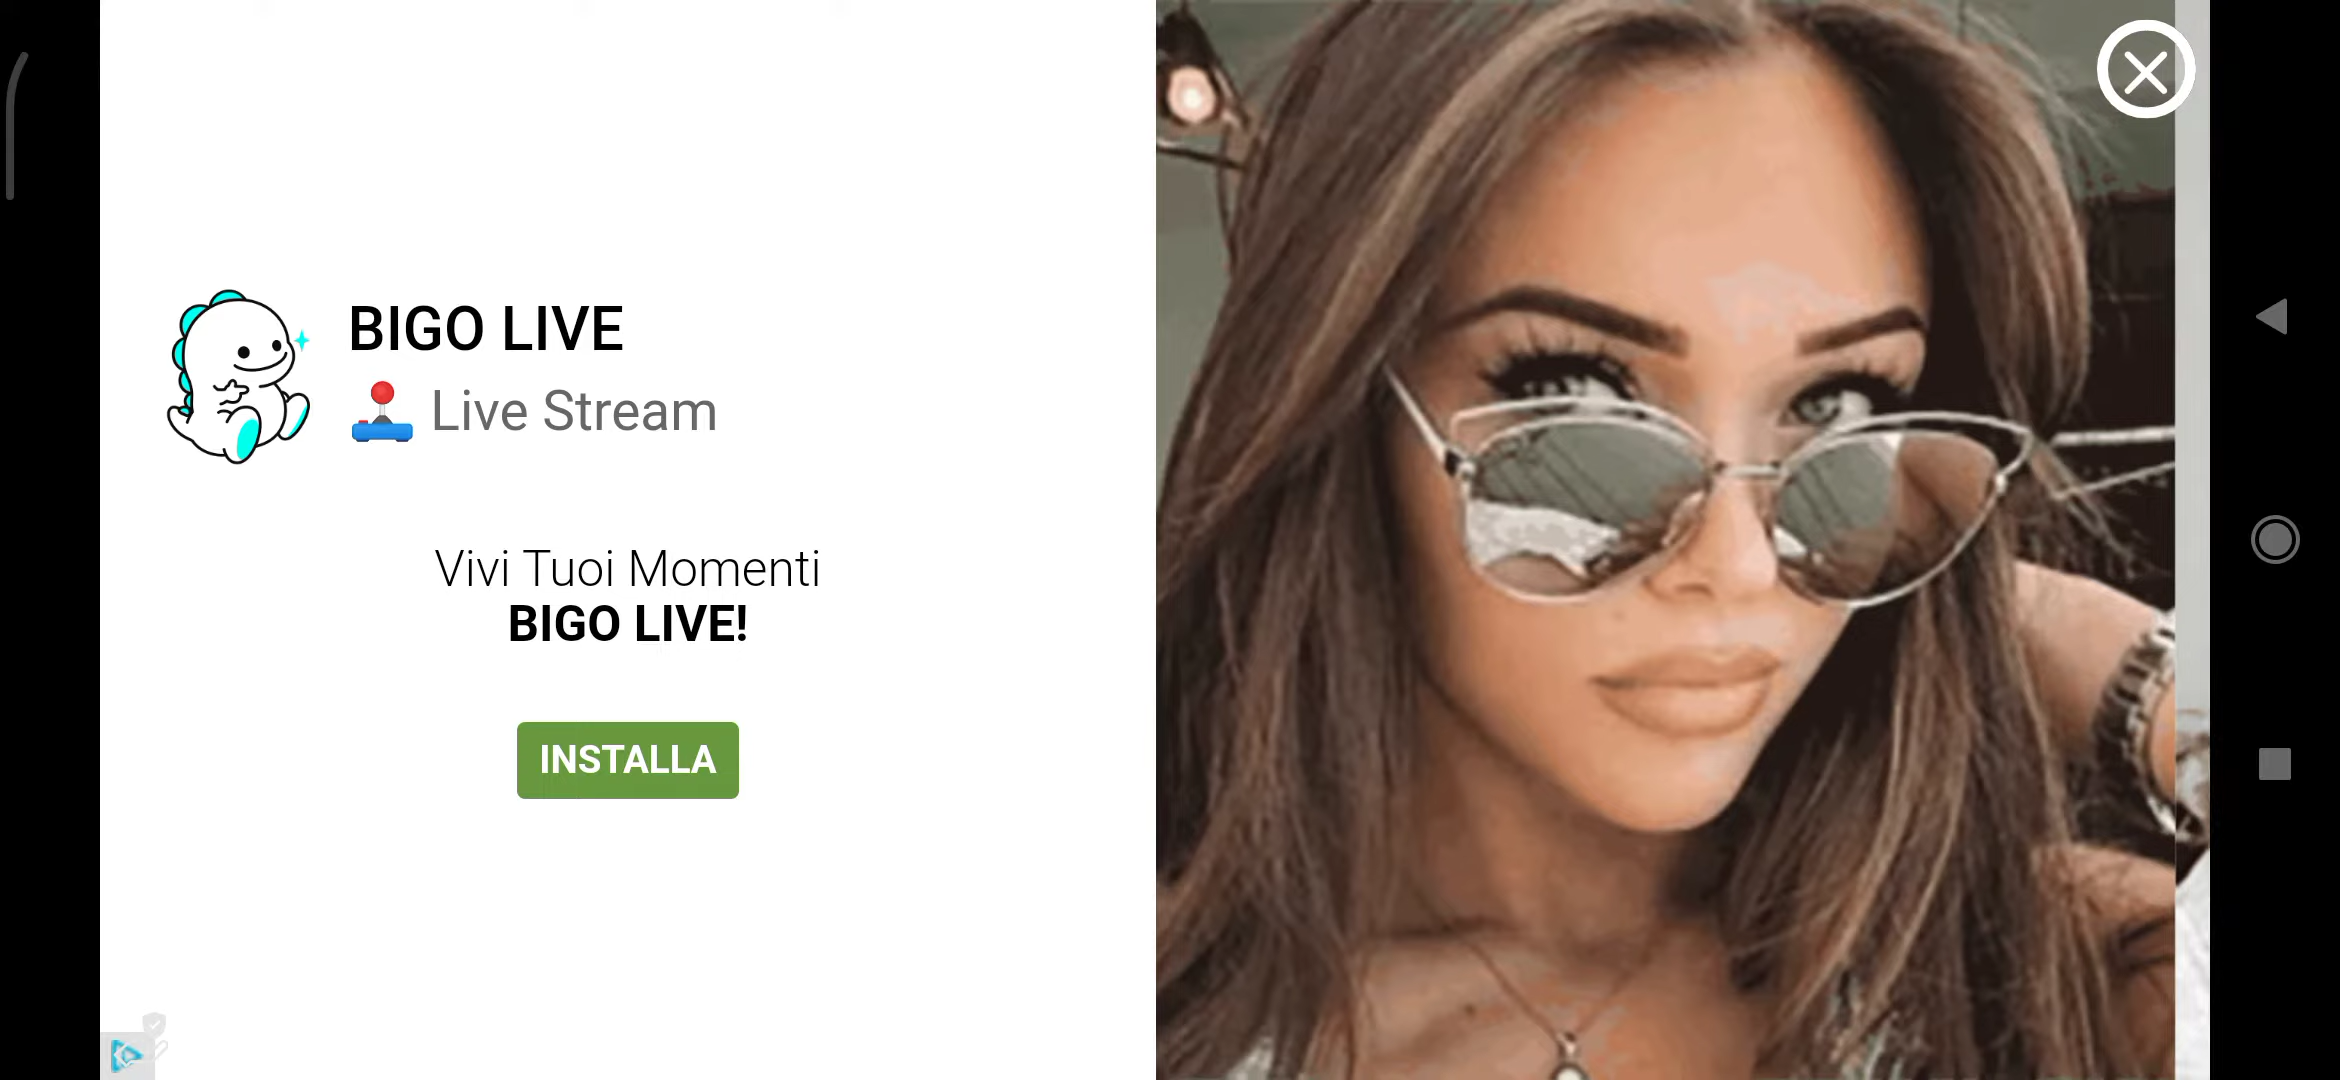 BIGO LIVE
🕹️ Live Stream
Vivi Tuoi Momenti
BIGO LIVE!
INSTALLA